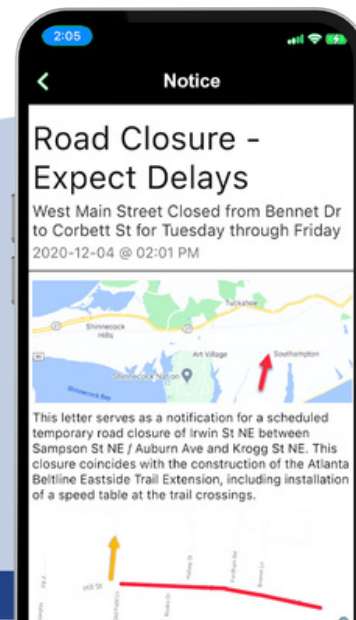 2:05
Notice
Road Closure -
Expect Delays
West Main Street Closed from Bennet Dr
to Corbett St for Tuesday through Friday
2020-12-04 @ 02:01 PM
Tuckahoe
27
Shinnecock
Hills
27
Art Village
Southampton
Shinnecock Nation
Shinnecock Bay
This letter serves as a notification for a scheduled
temporary road closure of Irwin St NE between
Sampson St NE / Auburn Ave and Krogg St NE. This
closure coincides with the construction of the Atlanta
Beltline Eastside Trail Extension, including installation
of a speed table at the trail crossings.
Hill St